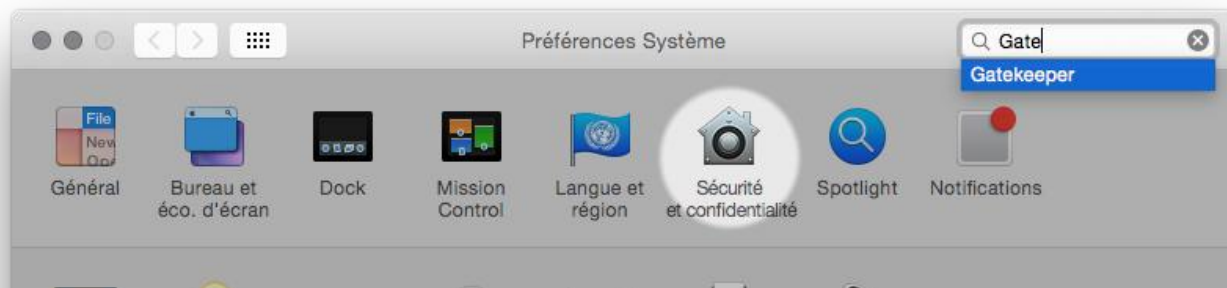 Préférences Système
Gate
Gatekeeper
File
New
Ope
Général
Bureau et
éco. d'écran
Dock
Mission
Control
Langue et
région
Sécurité
et confidentialité
Spotlight
Notifications